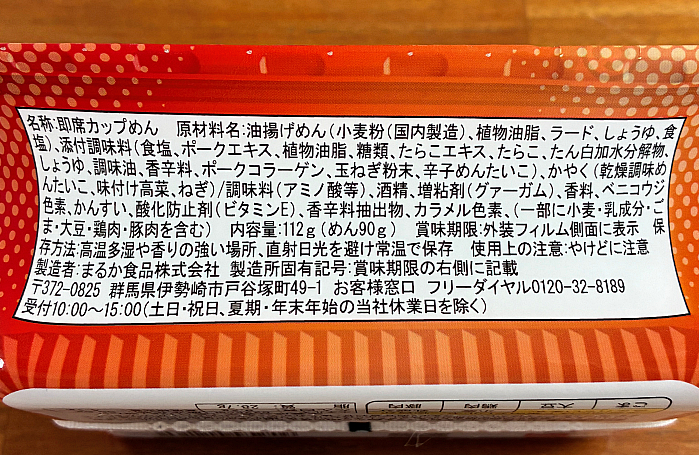 名称:即席カップめん 原材料名:油揚げめん(小麦粉(国内製造)、植物油脂、ラード、しょうゆ、食
塩)、添付調味料(食塩、ポークエキス、植物油脂、糖類、たらこエキス、たらこ、たん白加水分解物、
しょうゆ、調味油、香辛料、ポークコラーゲン、玉ねぎ粉末、辛子めんたいこ)、かやく(乾燥調味め
んたいこ、味付け高菜、ねぎ)/調味料(アミノ酸等)、酒精、増粘剤(グァーガム)、香料、ベニコウジ
色素、かんすい、酸化防止剤(ビタミンE)、香辛料抽出物、カラメル色素、(一部に小麦・乳成分・ご
ま・大豆・鶏肉・豚肉を含む) 内容量:112g(めん90g) 賞味期限:外装フィルム側面に表示 保
存方法:高温多湿や香りの強い場所、直射日光を避け常温で保存 使用上の注意:やけどに注意
製造者:まるか食品株式会社 製造所固有記号:賞味期限の右側に記載
〒372-0825 群馬県伊勢崎市戸谷塚町49-1 お客様窓口 フリーダイヤル0120-32-8189
受付10:00～15:00(土日・祝日、夏期・年末年始の当社休業日を除く)
ごま 大豆 鶏肉 豚肉